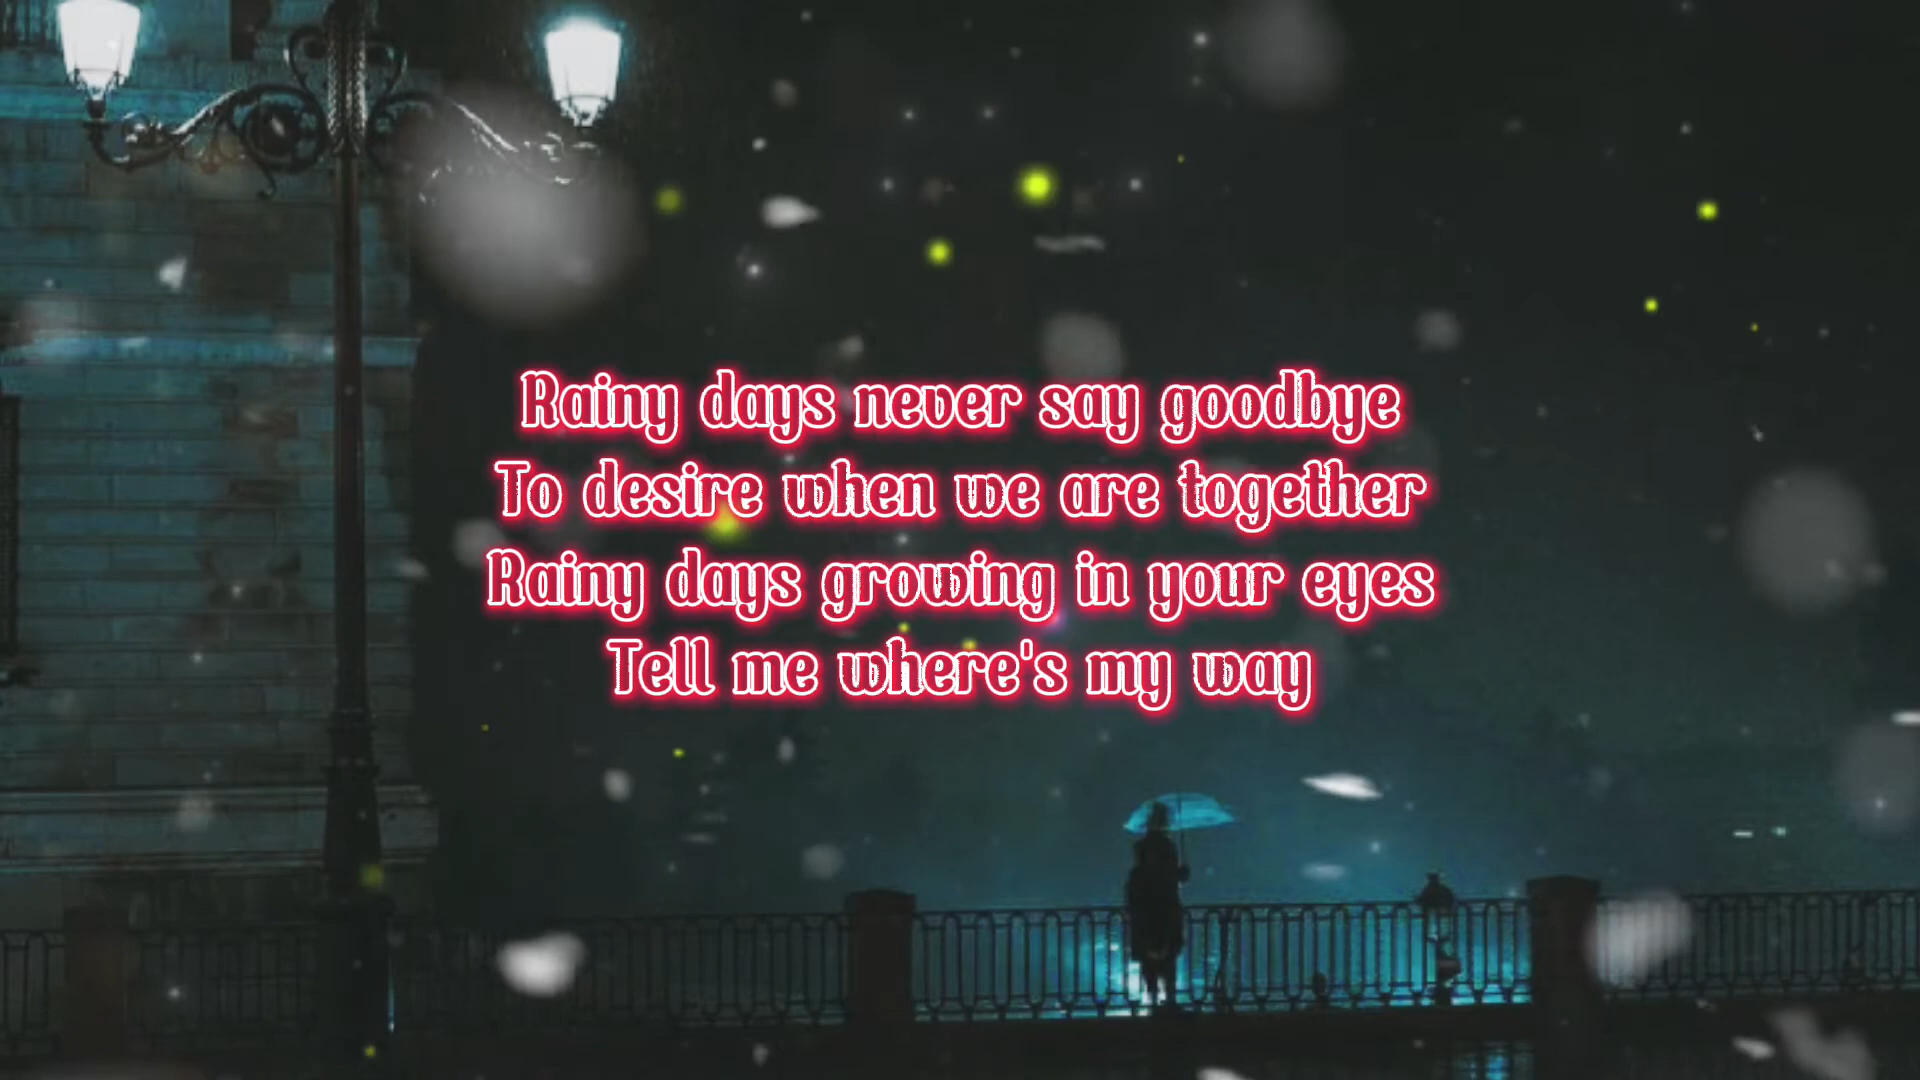 Rainy days never say goodbye
To desire when we are together
Rainy days growing in your eyes
Tell me where's my way